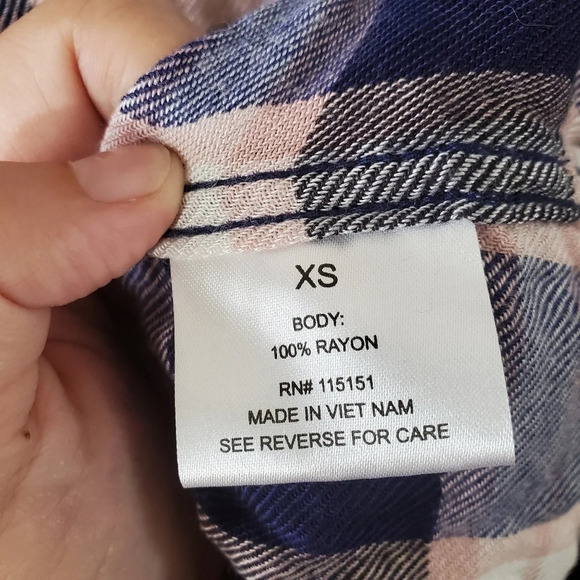 XS
BODY:
100% RAYON
RN# 115151
MADE IN VIET NAM
SEE REVERSE FOR CARE